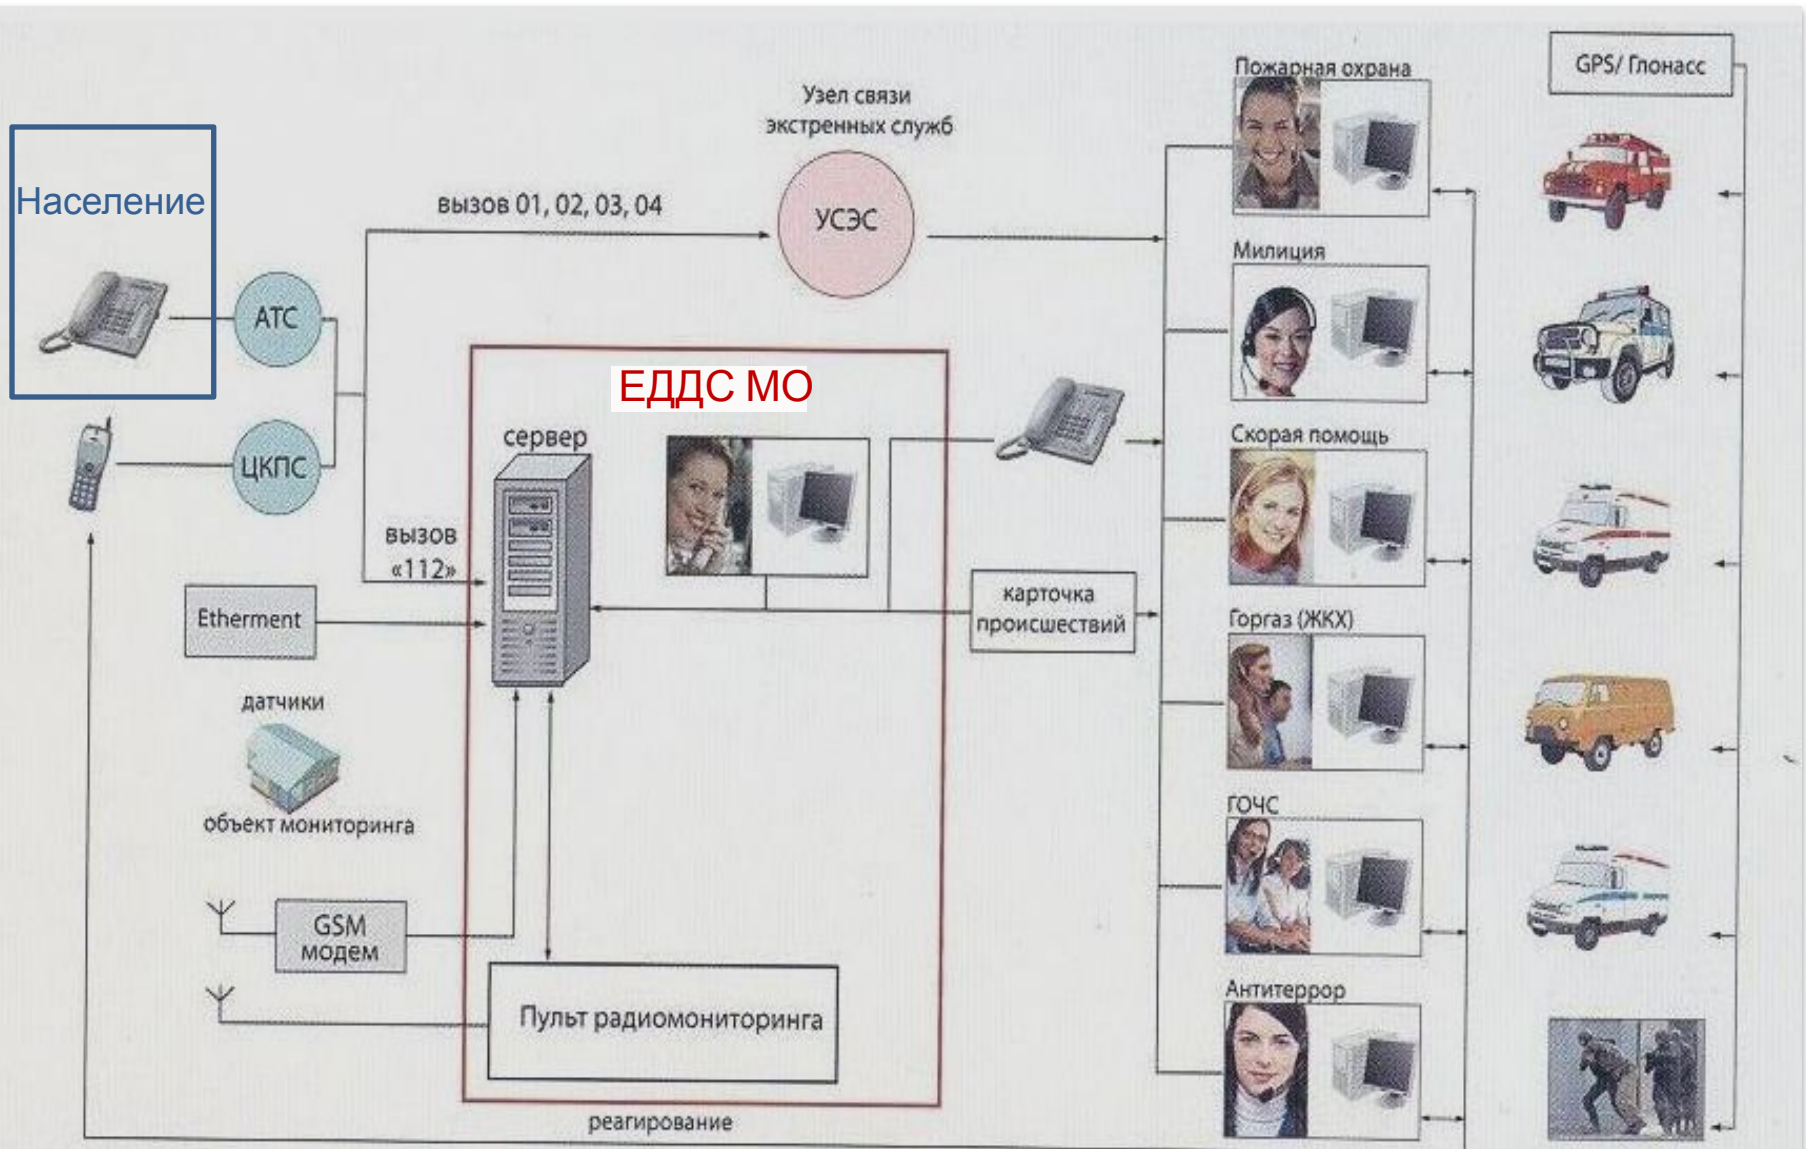 Население
АТС
ЦКПС
вызов 01, 02, 03, 04
Узел связи
экстренных служб
УСЭС
вызов
«112»
Etherment
датчики
объект мониторинга
GSM
модем
ЕДДС МО
сервер
Пульт радиомониторинга
реагирование
карточка
происшествий
Пожарная охрана
Милиция
Скорая помощь
Горгаз (ЖКХ)
ГОЧС
Антитеррор
GPS/ Глонасс